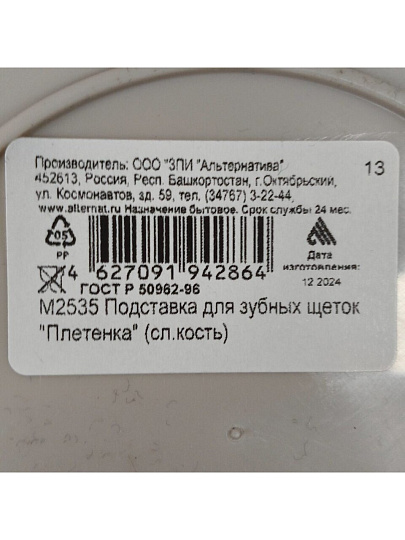 Производитель: ООО "ЗПИ "Альтернатива" 13
452613, Россия, Респ. Башкортостан, г.Октябрьский,
ул. Космонавтов, зд. 59, тел. (34767) 3-22-44,
www.alternat.ru Назначение бытовое. Срок службы 24 мес.
05
PP
Дата
изготовления:
12 2024
4 627091 942864
ГОСТ Р 50962-96
М2535 Подставка для зубных щеток
"Плетенка" (сл.кость)